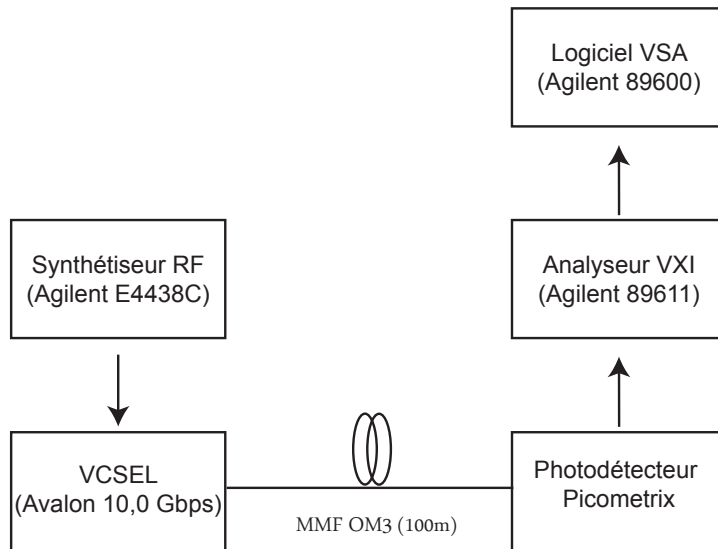 Logiciel VSA
(Agilent 89600)
Synthétiseur RF
(Agilent E4438C)
Analyseur VXI
(Agilent 89611)
VCSEL
(Avalon 10,0 Gbps)
MMF OM3 (100m)
Photodétecteur
Picometrix